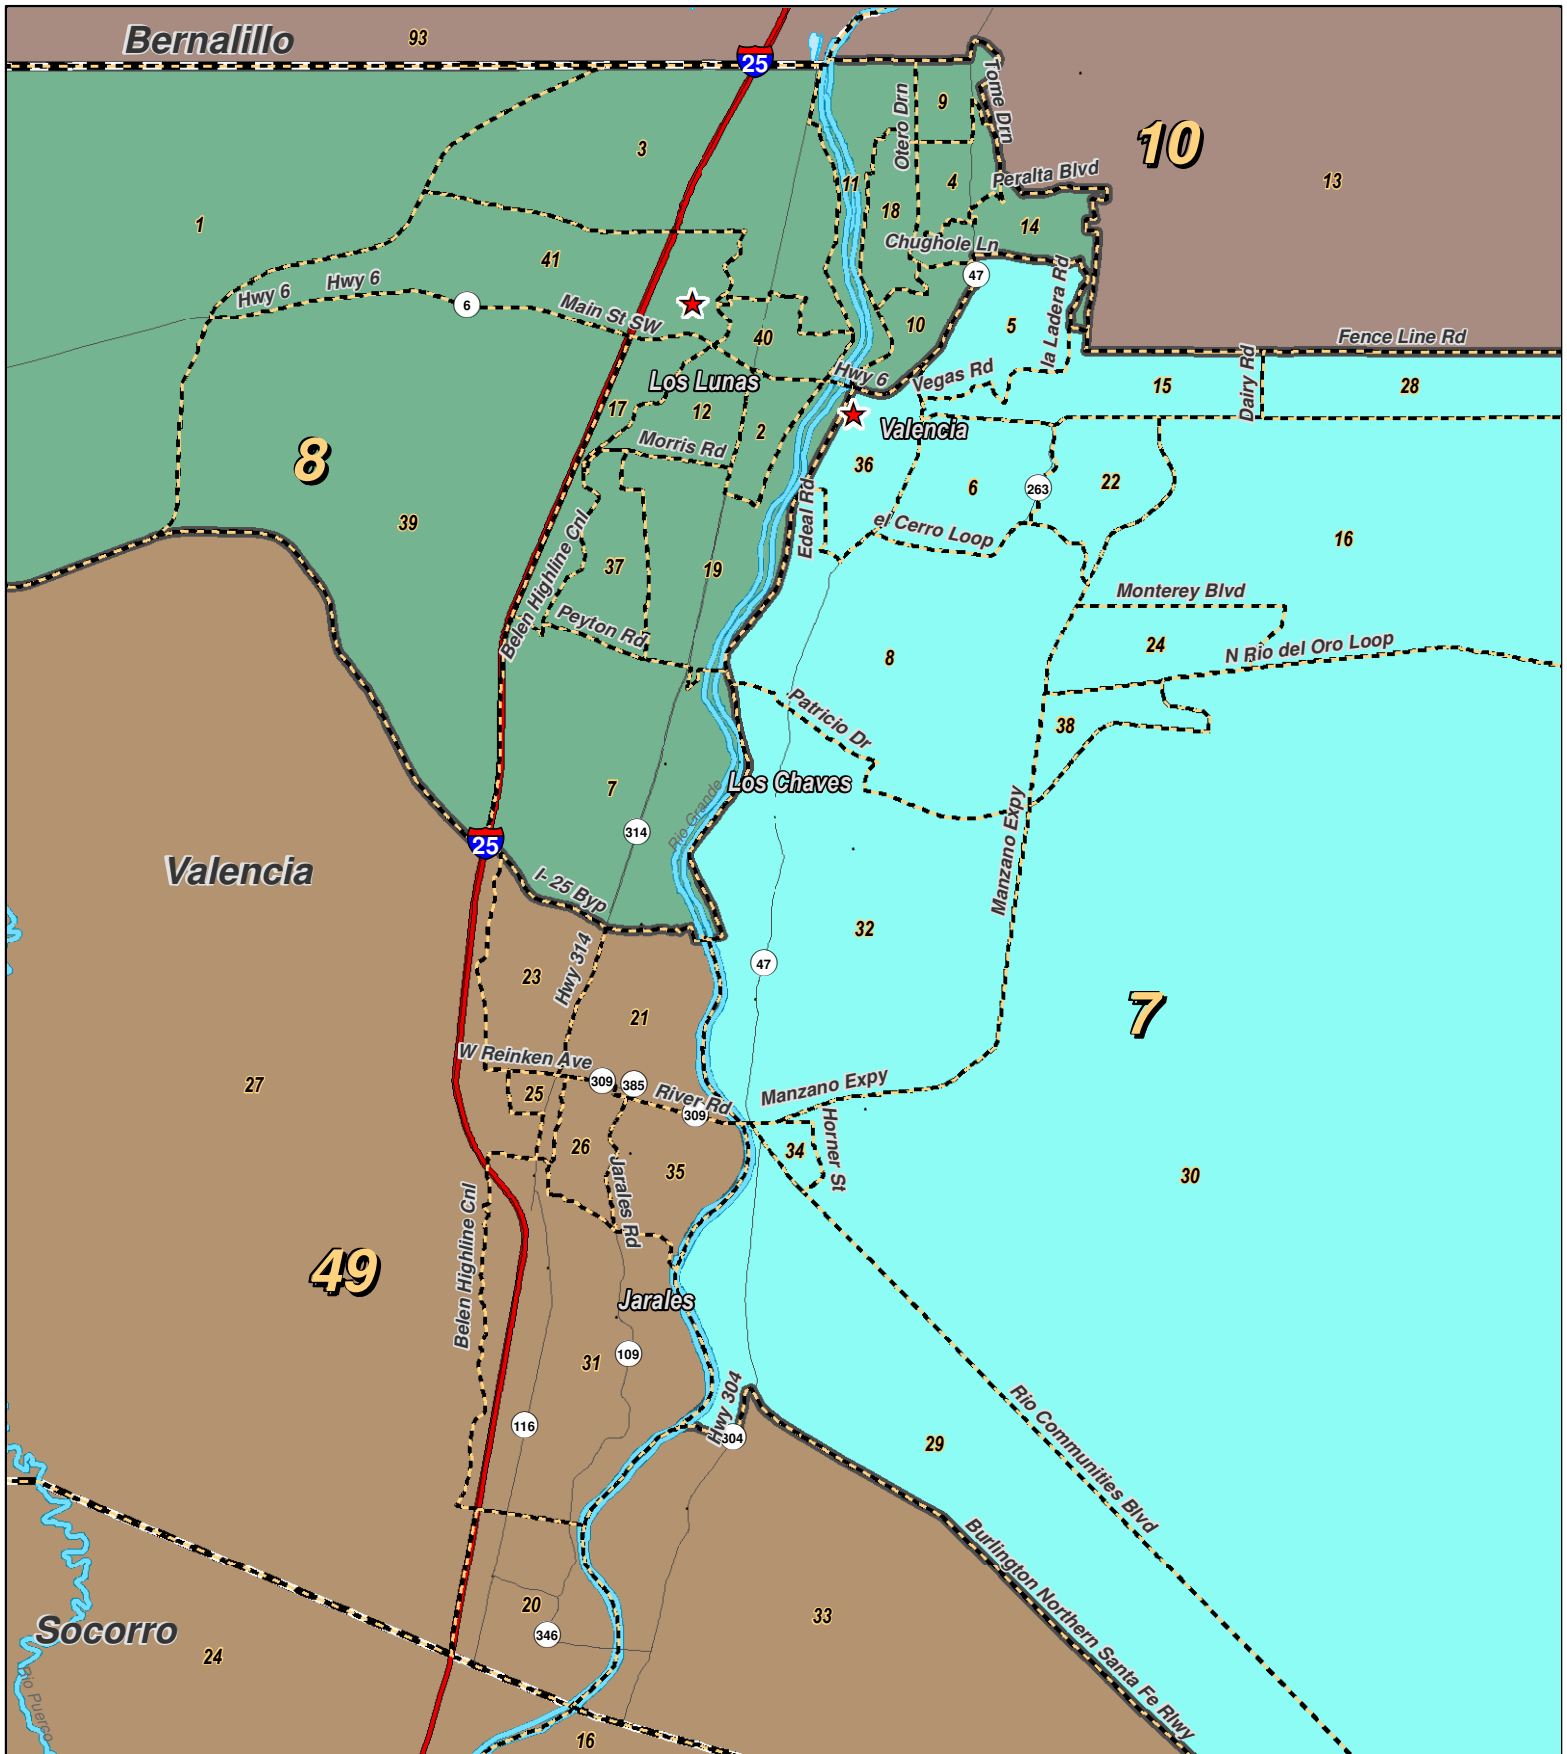 Bernalillo
93
25
Tome Drn
Otero Drn
9
10
3
Peralta Blvd
13
4
11
18
14
1
Chughole Ln
41
47
la Ladera Rd
Hwy 6
Hwy 6
6
Main St SW
5
10
40
Fence Line Rd
Hwy 6
Vegas Rd
Dairy Rd
15
28
Los Lunas
17
12
2
Valencia
Morris Rd
8
36
6
263
22
Edeal Rd
39
el Cerro Loop
16
Belen Highline Cnl
37
19
Monterey Blvd
Peyton Rd
24
N Rio del Oro Loop
8
Patricio Dr
38
Los Chaves
7
Rio Grande
314
Manzano Expy
25
Valencia
I- 25 Byp
32
Hwy 314
47
23
7
21
W Reinken Ave
27
309
385
Manzano Expy
25
River Rd
309
Horner St
26
34
35
30
Jarales Rd
Belen Highline Cnl
49
Jarales
31
109
Hwy 304
116
304
29
Rio Communities Blvd
Burlington Northern Santa Fe Rlwy
20
33
Socorro
346
24
Rio Puerco
16